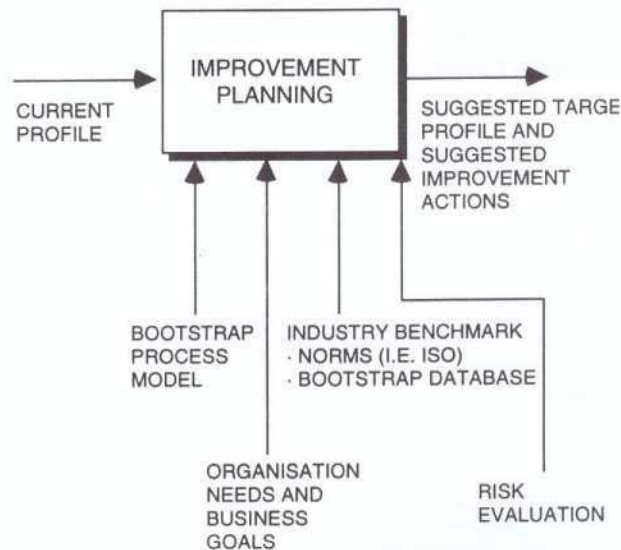 IMPROVEMENT
PLANNING
CURRENT
PROFILE
SUGGESTED TARGE
PROFILE AND
SUGGESTED
IMPROVEMENT
ACTIONS
BOOTSTRAP
PROCESS
MODEL
INDUSTRY BENCHMARK
· NORMS (I.E. ISO)
· BOOTSTRAP DATABASE
ORGANISATION
NEEDS AND
BUSINESS
GOALS
RISK
EVALUATION